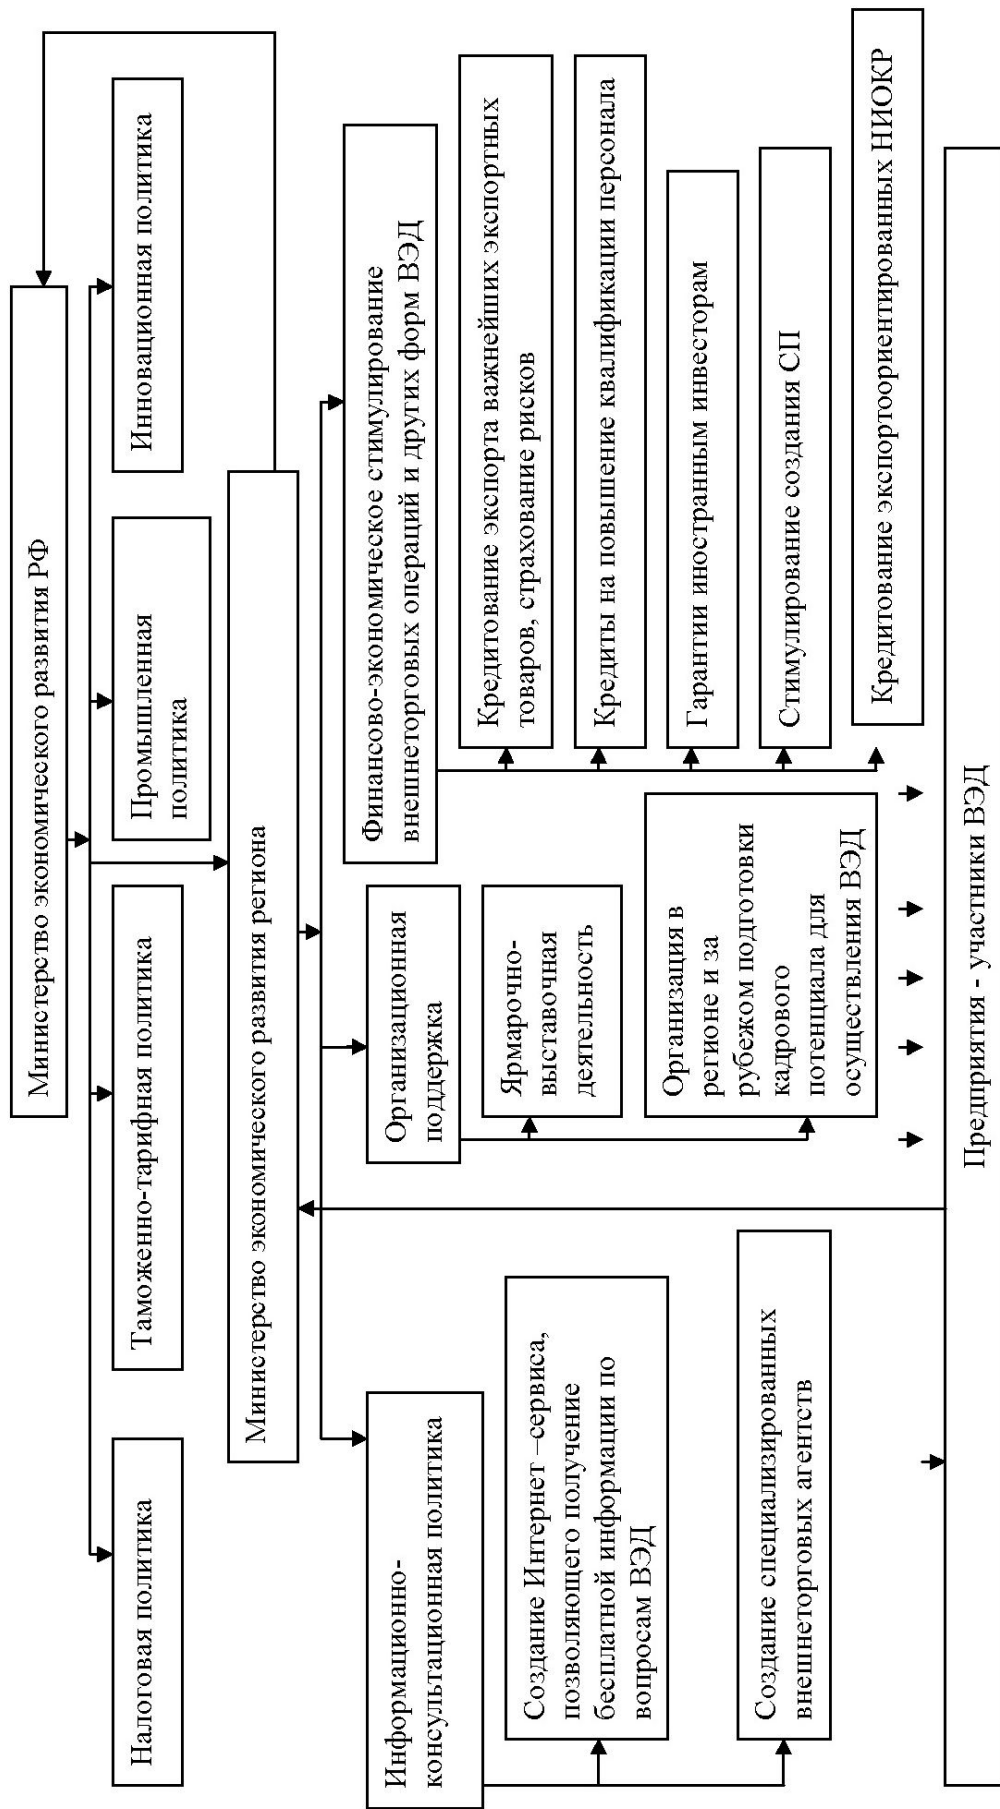 Министерство экономического развития РФ
Налоговая политика
Таможенно-тарифная политика
Промышленная
политика
Инновационная политика
Министерство экономического развития региона
Информационно-
консультационная политика
Организационная
поддержка
Финансово-экономическое стимулирование
внешнеторговых операций и других форм ВЭД
Создание Интернет –сервиса,
позволяющего получение
бесплатной информации по
вопросам ВЭД
Создание специализированных
внешнеторговых агентств
Ярмарочно-
выставочная
деятельность
Организация в
регионе и за
рубежом подготовки
кадрового
потенциала для
осуществления ВЭД
Кредитование экспорта важнейших экспортных
товаров, страхование рисков
Кредиты на повышение квалификации персонала
Гарантии иностранным инвесторам
Стимулирование создания СП
Кредитование экспортоориентированных НИОКР
Предприятия - участники ВЭД